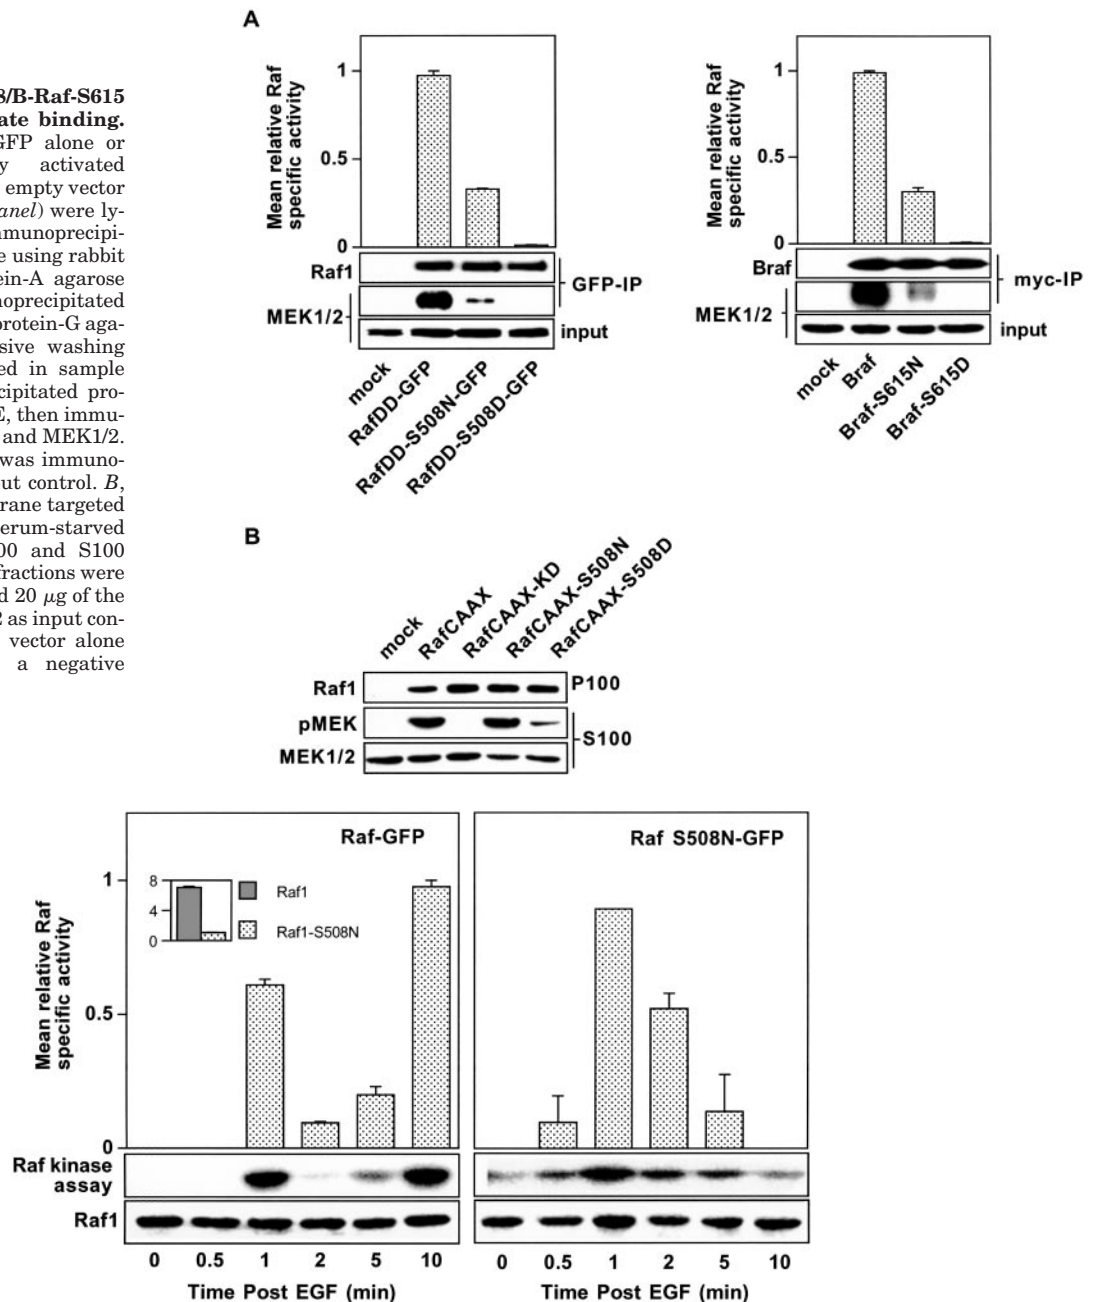 8/B-Raf-S615
ate binding.
GFP alone or
y activated
empty vector
anel) were ly-
mmunoprecipi-
e using rabbit
ein-A agarose
noprecipitated
protein-G aga-
sive washing
ed in sample
cipitated pro-
E, then immu-
and MEK1/2.
was immuno-
out control. B,
brane targeted
serum-starved
00 and S100
fractions were
d 20 μg of the
2 as input con-
vector alone
a negative
A
Mean relative Raf
specific activity
1
0.5
0
Raf1
MEK1/2
GFP-IP
input
mock
RafDD-GFP
RafDD-S508N-GFP
RafDD-S508D-GFP
Mean relative Raf
specific activity
1
0.5
0
Braf
MEK1/2
myc-IP
input
mock
Braf
Braf-S615N
Braf-S615D
B
mock
RafCAAX
RafCAAX-KD
RafCAAX-S508N
RafCAAX-S508D
Raf1
P100
pMEK
MEK1/2
S100
Raf-GFP
Mean relative Raf
specific activity
1
0.5
0
8
4
0
Raf1
Raf1-S508N
Raf S508N-GFP
Raf kinase
assay
Raf1
0 0.5 1 2 5 10
Time Post EGF (min)
0 0.5 1 2 5 10
Time Post EGF (min)